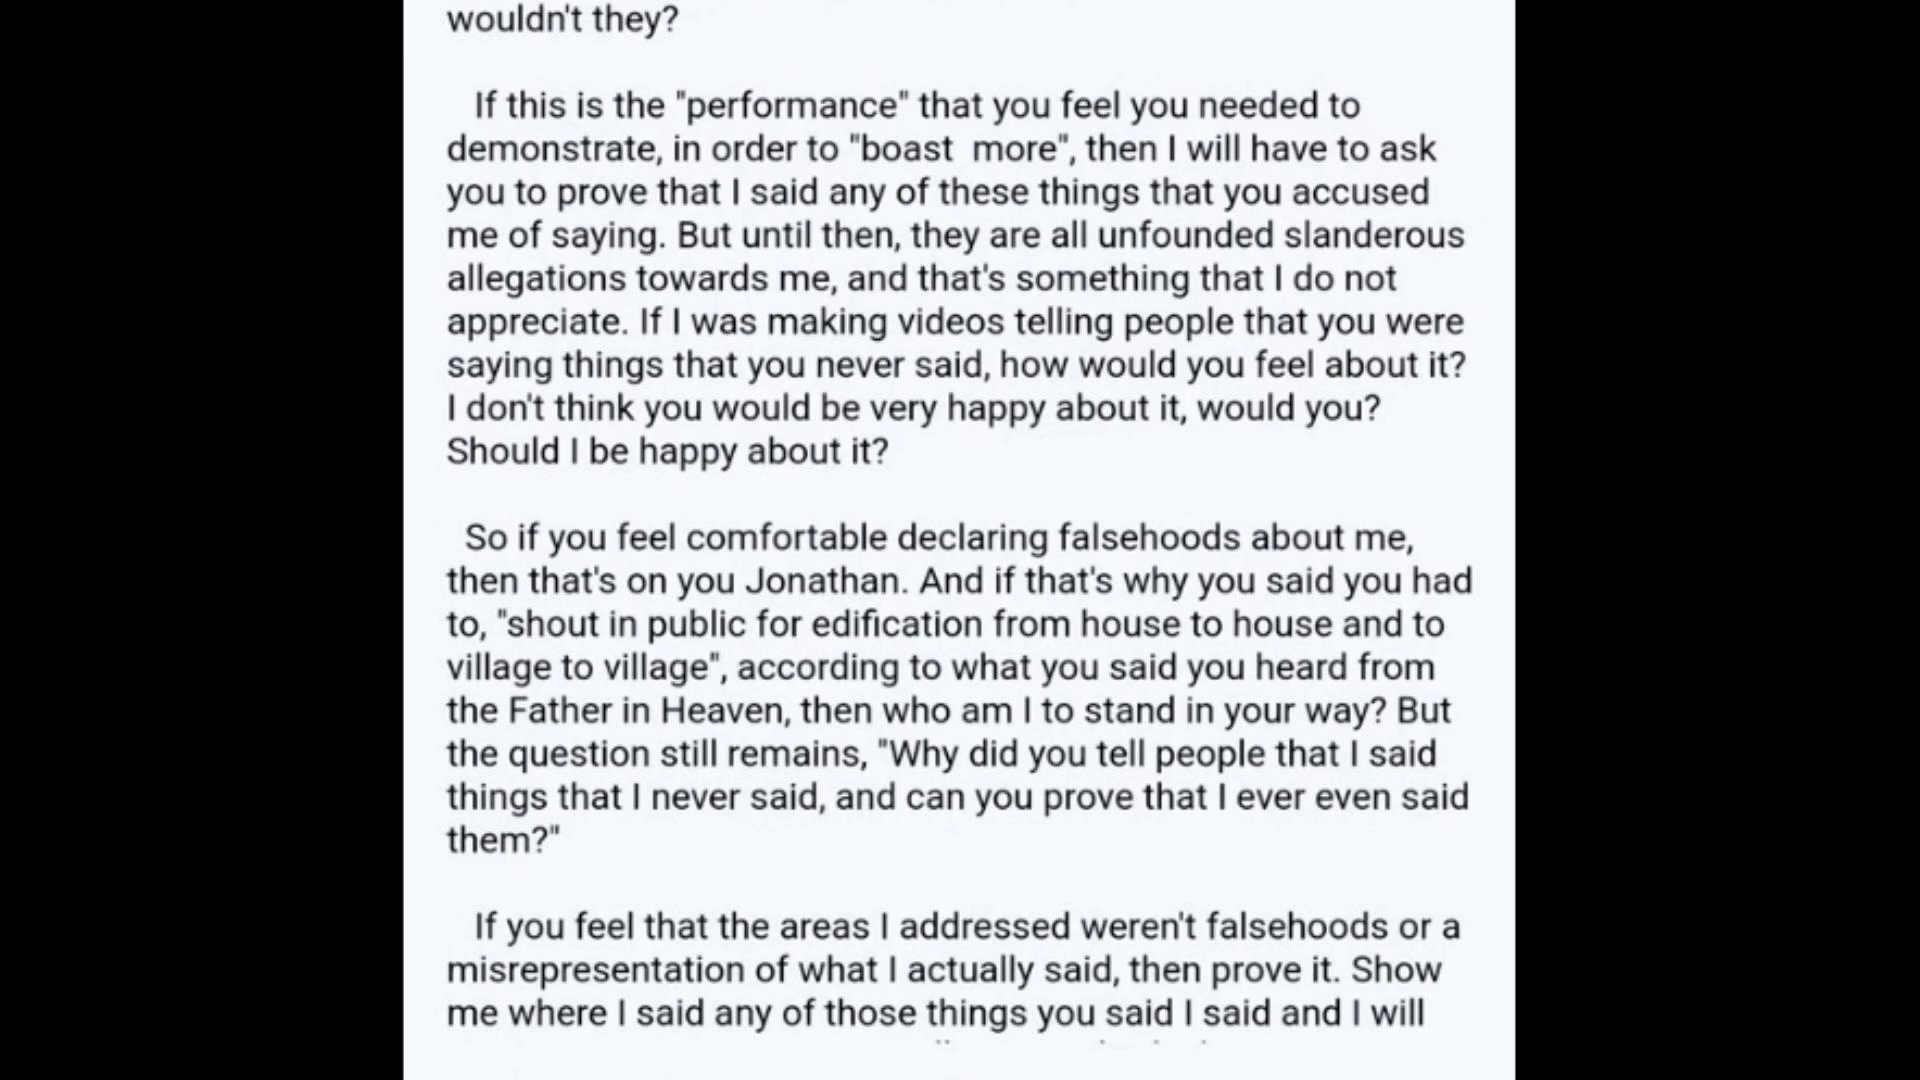 wouldn't they?
If this is the "performance" that you feel you needed to
demonstrate, in order to "boast  more", then I will have to ask
you to prove that I said any of these things that you accused
me of saying. But until then, they are all unfounded slanderous
allegations towards me, and that's something that I do not
appreciate. If I was making videos telling people that you were
saying things that you never said, how would you feel about it?
I don't think you would be very happy about it, would you?
Should I be happy about it?
So if you feel comfortable declaring falsehoods about me,
then that's on you Jonathan. And if that's why you said you had
to, "shout in public for edification from house to house and to
village to village", according to what you said you heard from
the Father in Heaven, then who am I to stand in your way? But
the question still remains, "Why did you tell people that I said
things that I never said, and can you prove that I ever even said
them?"
If you feel that the areas I addressed weren't falsehoods or a
misrepresentation of what I actually said, then prove it. Show
me where I said any of those things you said I said and I will